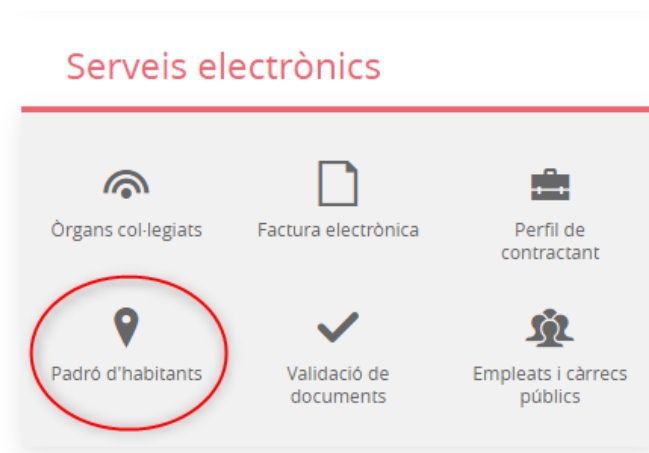 Serveis electrònics
Òrgans col·legiats
Factura electrònica
Perfil de
contractant
Padró d'habitants
Validació de
documents
Empleats i càrrecs
públics